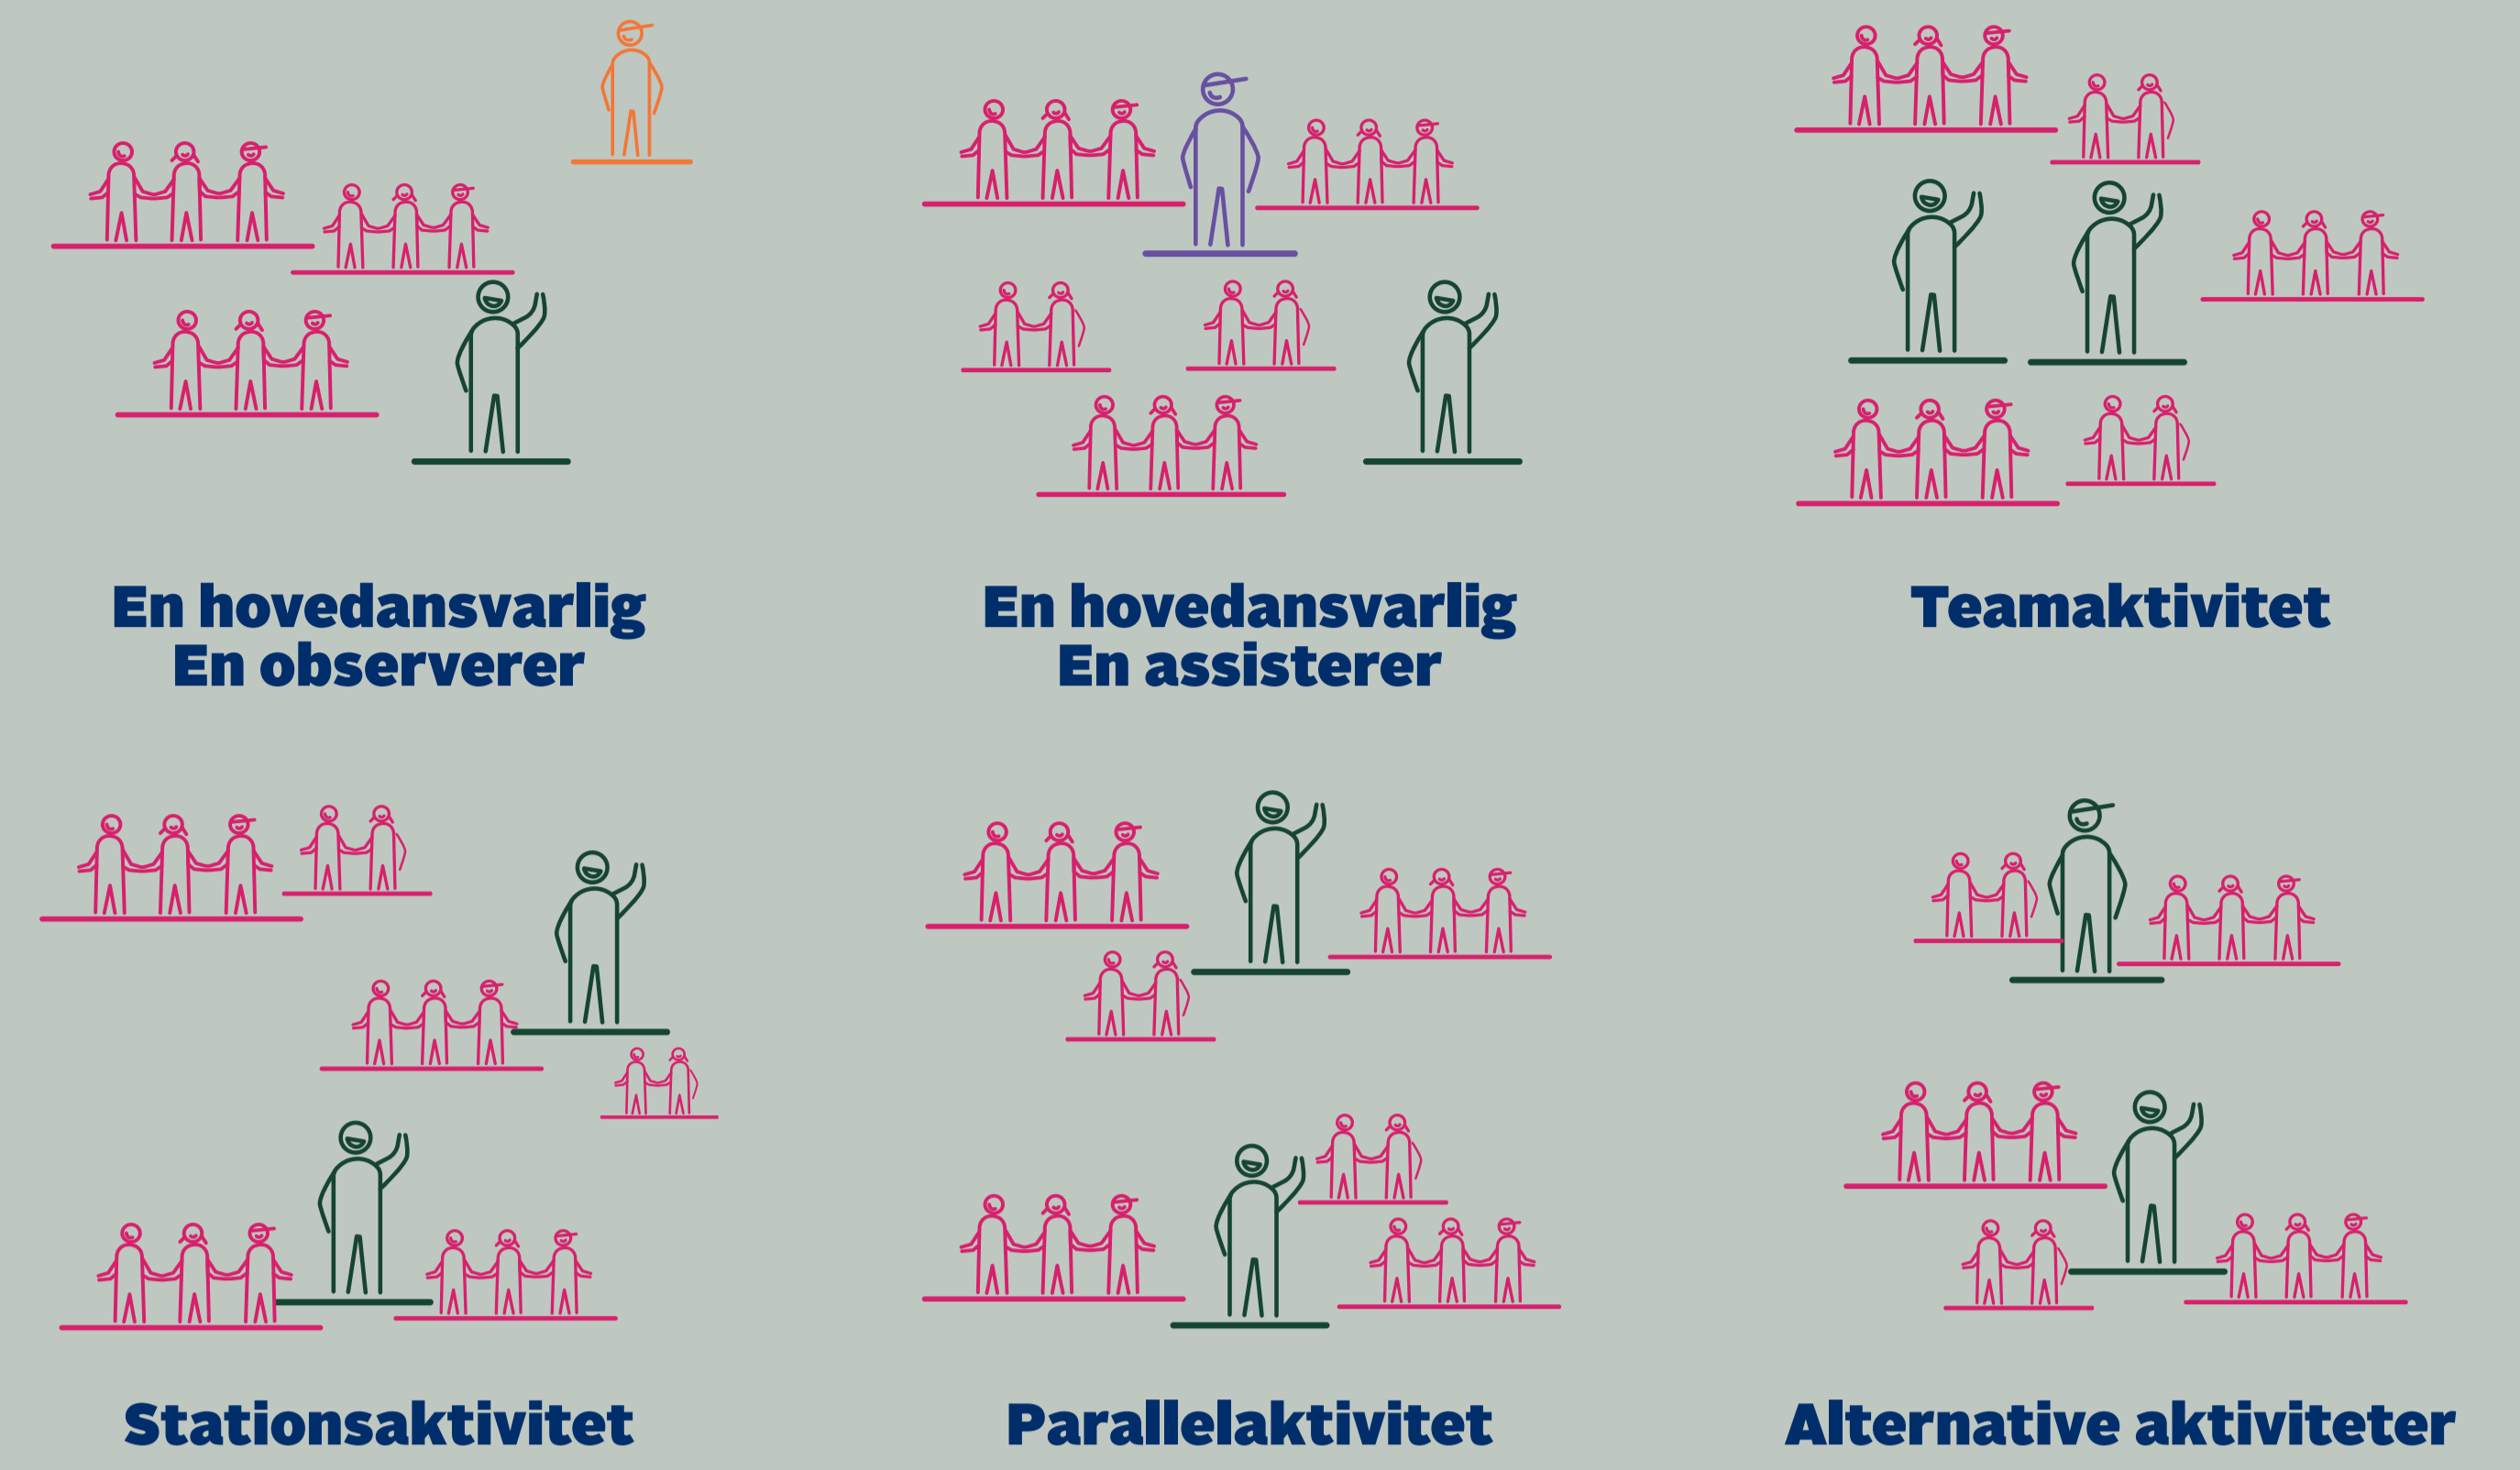 En hovedansvarlig
En observerer
En hovedansvarlig
En assisterer
Teamaktivitet
Stationsaktivitet
Parallelaktivitet
Alternative aktiviteter